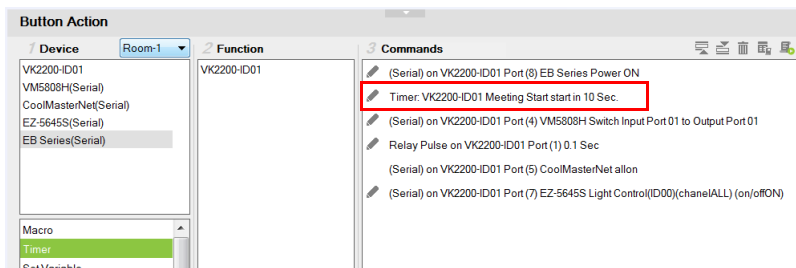 Button Action
1 Device Room-1 2 Function 3 Commands
VK2200-ID01
VM5808H(Serial)
CoolMasterNet(Serial)
EZ-5645S(Serial)
EB Series(Serial)
VK2200-ID01
(Serial) on VK2200-ID01 Port (8) EB Series Power ON
Timer: VK2200-ID01 Meeting Start start in 10 Sec.
(Serial) on VK2200-ID01 Port (4) VM5808H Switch Input Port 01 to Output Port 01
Relay Pulse on VK2200-ID01 Port (1) 0.1 Sec
(Serial) on VK2200-ID01 Port (5) CoolMasterNet allon
(Serial) on VK2200-ID01 Port (7) EZ-5645S Light Control(ID00)(chanelALL) (on/offON)
Macro
Timer
Set Variable